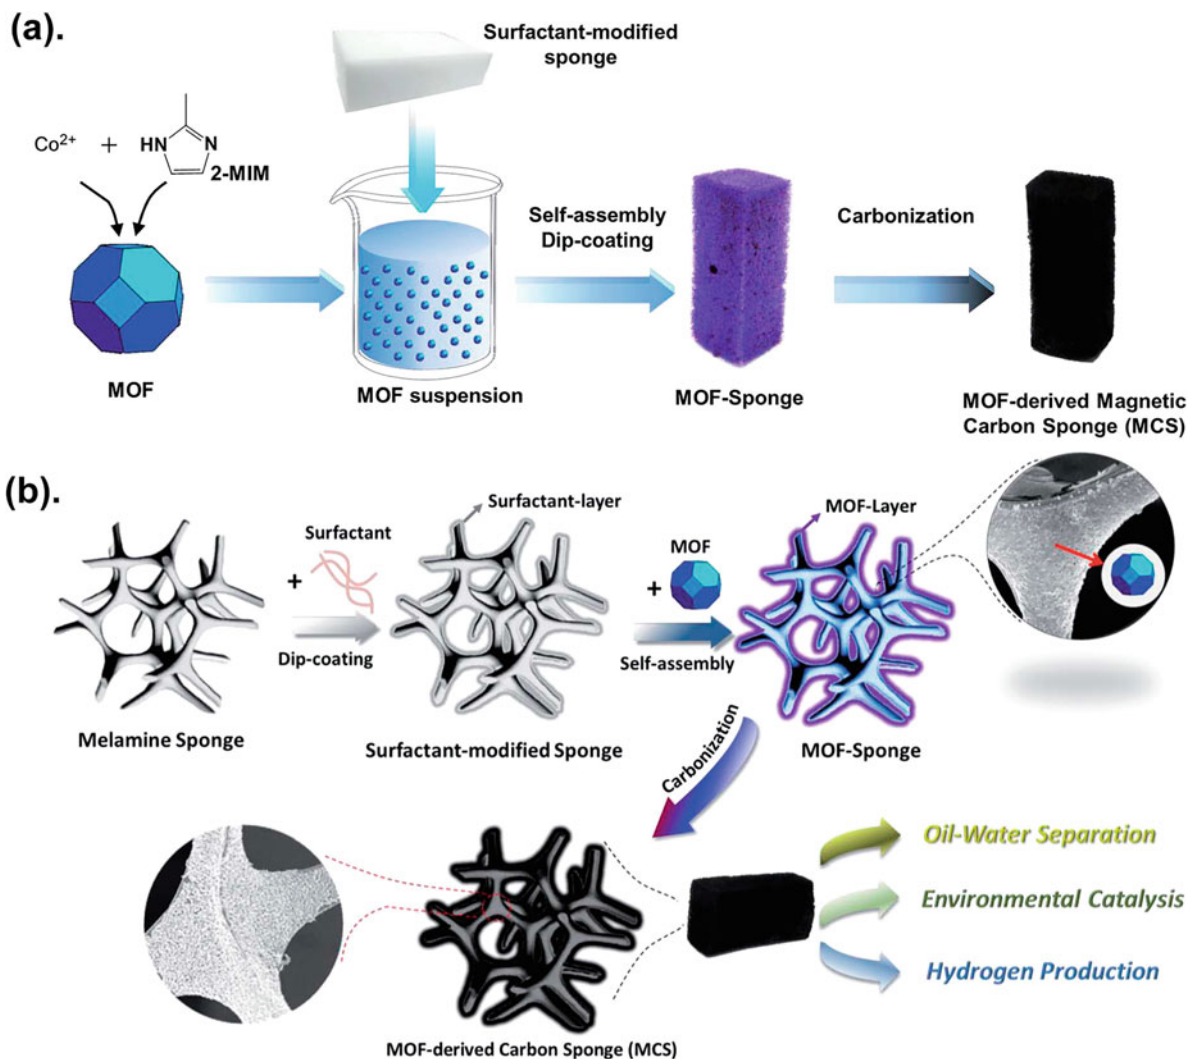 (a).
Surfactant-modified
sponge
Co2+ + HN N
2-MIM
Self-assembly
Dip-coating
Carbonization
MOF
MOF suspension
MOF-Sponge
MOF-derived Magnetic
Carbon Sponge (MCS)
(b).
Surfactant-layer
Surfactant
+
Dip-coating
MOF-Layer
MOF
+
Self-assembly
Melamine Sponge
Surfactant-modified Sponge
MOF-Sponge
Carbonization
Oil-Water Separation
Environmental Catalysis
Hydrogen Production
MOF-derived Carbon Sponge (MCS)